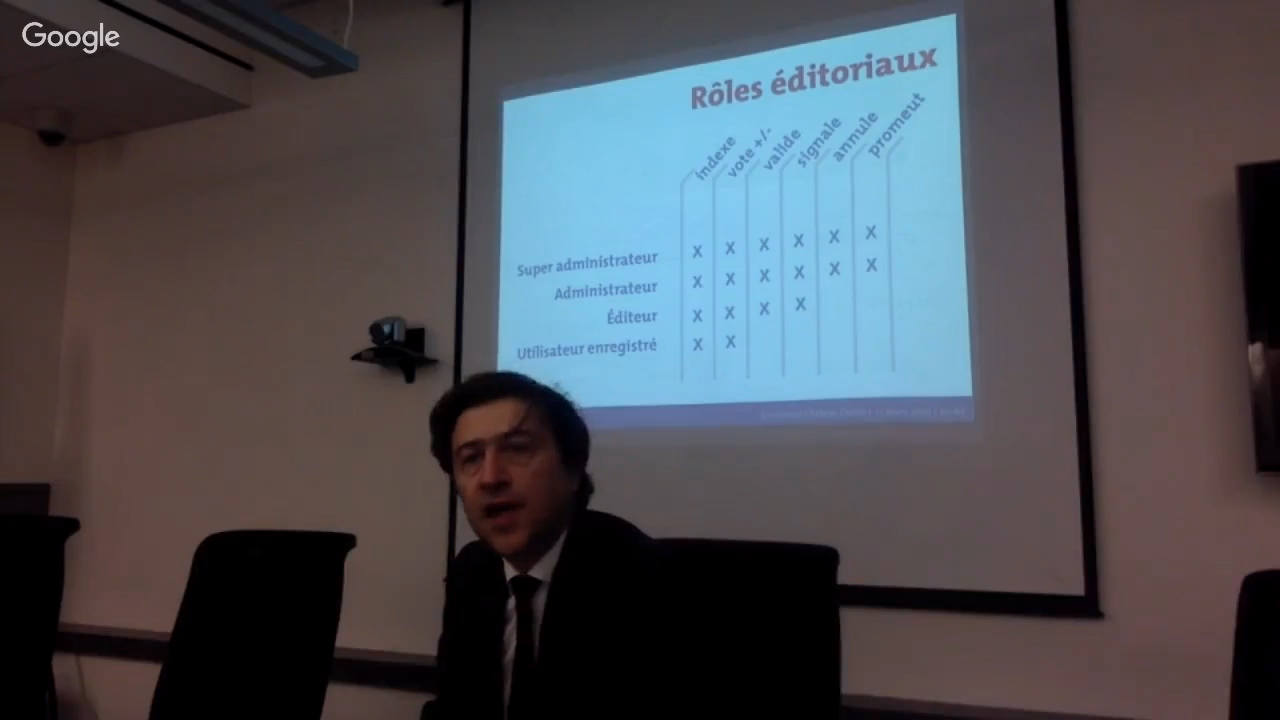 Google
Rôles éditoriaux
indexe vote +/- valide signale annule promeut
Super administrateur X X X X X X
Administrateur X X X X X X
Éditeur X X X X
Utilisateur enregistré X X